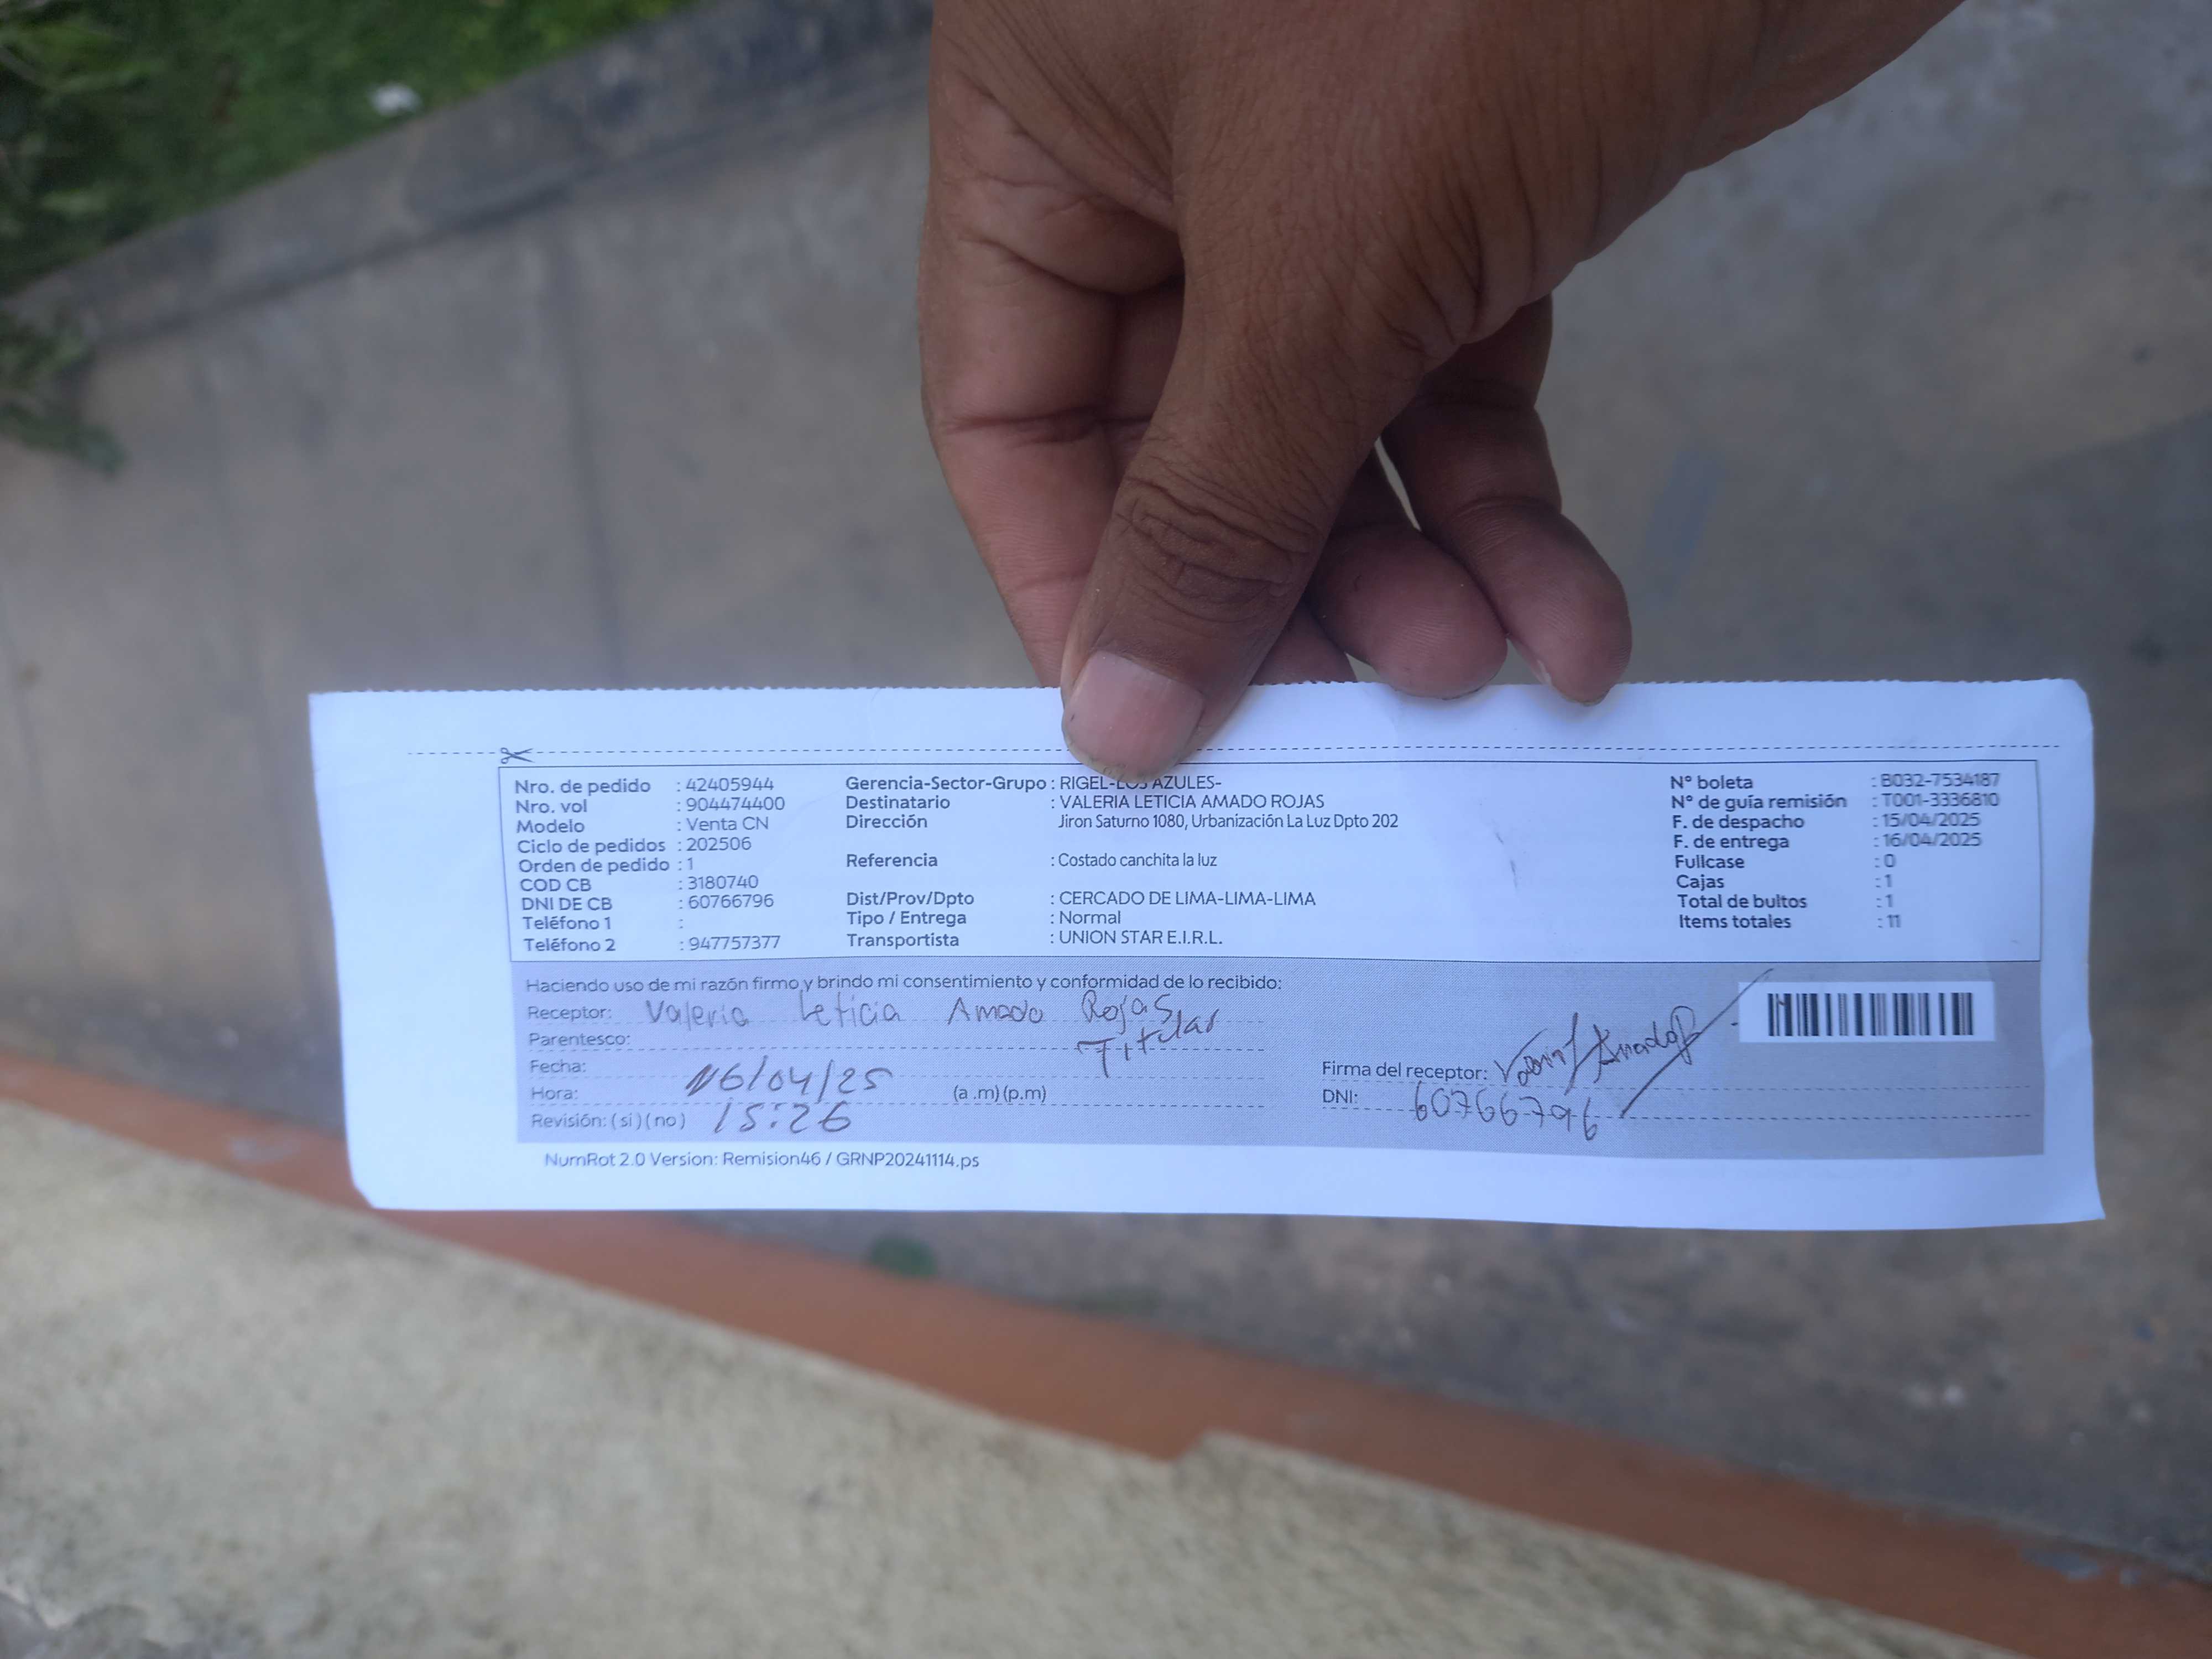 Nro. de pedido : 42405944
Nro. vol : 904474400
Modelo : Venta CN
Ciclo de pedidos : 202506
Orden de pedido : 1
COD CB : 3180740
DNI DE CB : 60766796
Teléfono 1 :
Teléfono 2 : 947757377
Gerencia-Sector-Grupo : RIGEL-LOS AZULES-
Destinatario : VALERIA LETICIA AMADO ROJAS
Dirección Jiron Saturno 1080, Urbanización La Luz Dpto 202
Referencia : Costado canchita la luz
Dist/Prov/Dpto : CERCADO DE LIMA-LIMA-LIMA
Tipo / Entrega : Normal
Transportista : UNION STAR E.I.R.L.
N° boleta : B032-7534187
N° de guía remisión : T001-3336810
F. de despacho : 15/04/2025
F. de entrega : 16/04/2025
Fullcase : 0
Cajas : 1
Total de bultos : 1
Items totales : 11
Haciendo uso de mi razón firmo y brindo mi consentimiento y conformidad de lo recibido:
Receptor: Valeria Leticia Amado Rojas
Parentesco: Titular
Fecha: 16/04/25
Hora: 15:26 (a .m) (p.m)
Revisión: ( si ) ( no )
Firma del receptor:
DNI: 60766796
NumRot 2.0 Version: Remision46 / GRNP20241114.ps